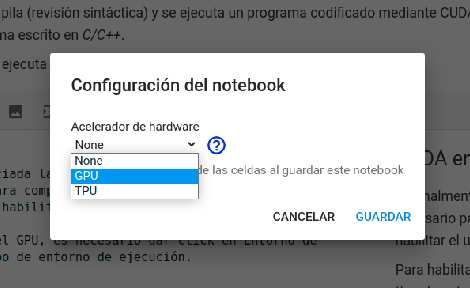 pila (revisión sintáctica) y se ejecuta un programa codificado mediante CUDA
ma escrito en C/C++.
ejecuta
Configuración del notebook
Acelerador de hardware
None
None
GPU
TPU
de las celdas al guardar este notebook
CANCELAR
GUARDAR
ciada la
ara comp
habilit
el GPU, es necesario dar click en Entorno de
po de entorno de ejecución.
DA en
nalmen
sario pa
habilitar el u
Para habilita